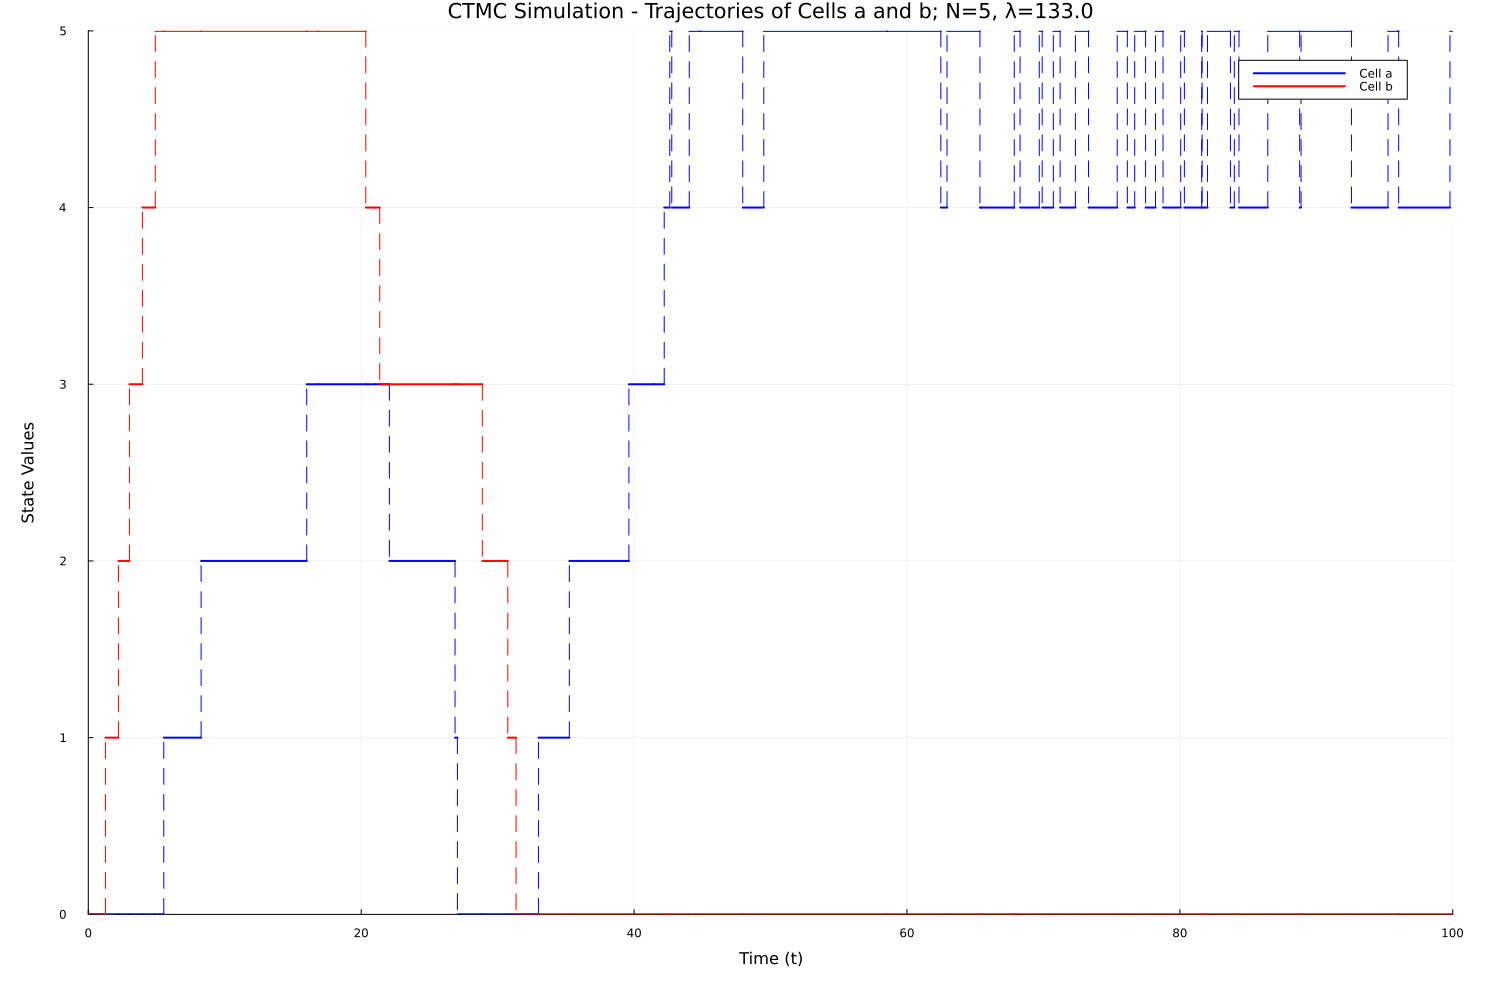 CTMC Simulation - Trajectories of Cells a and b; N=5, λ=133.0
5
Cell a
Cell b
4
3
State Values
2
1
0
0 20 40 60 80 100
Time (t)